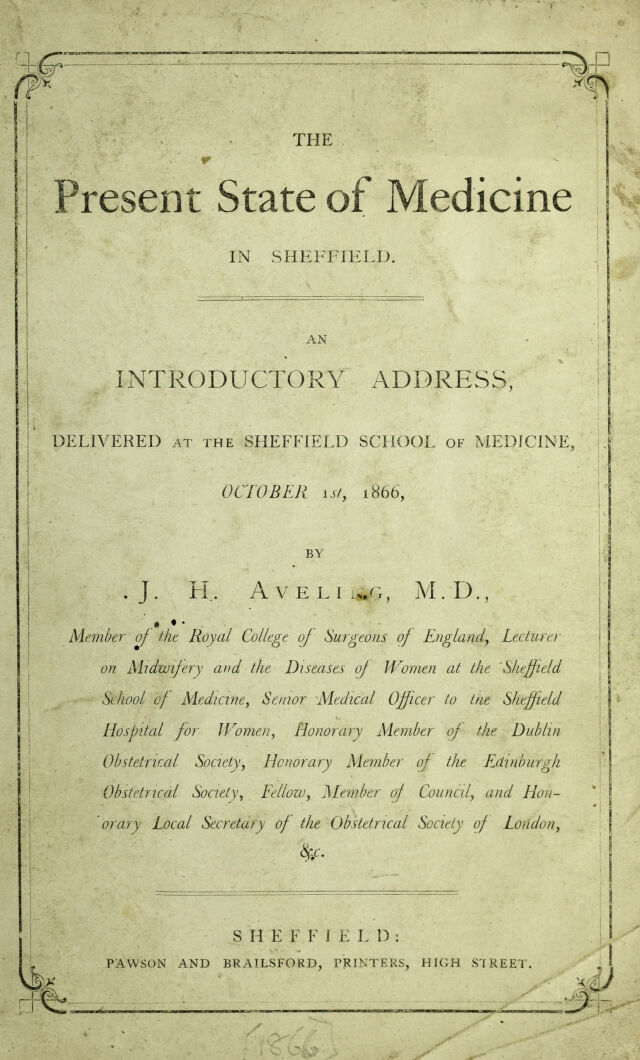 THE
Present State of Medicine
IN SHEFFIELD.
AN
INTRODUCTORY ADDRESS,
DELIVERED AT THE SHEFFIELD SCHOOL OF MEDICINE,
OCTOBER 1st, 1866,
BY
J. H. AVELING, M.D.,
Member of the Royal College of Surgeons of England, Lecturer
on Midwifery and the Diseases of Women at the Sheffield
School of Medicine, Senior Medical Officer to the Sheffield
Hospital for Women, Honorary Member of the Dublin
Obstetrical Society, Honorary Member of the Edinburgh
Obstetrical Society, Fellow, Member of Council, and Hon-
orary Local Secretary of the Obstetrical Society of London,
&c.
SHEFFIELD:
PAWSON AND BRAILSFORD, PRINTERS, HIGH STREET.
[1866]